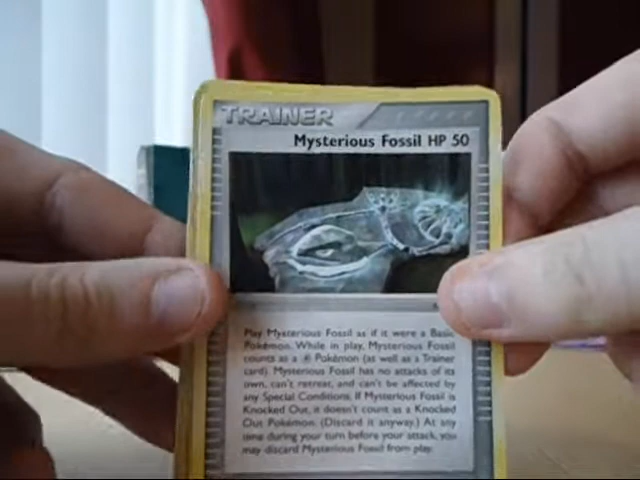 TRAINER
Mysterious Fossil HP 50
Play Mysterious Fossil as if it were a Basic
Pokémon. While in play, Mysterious Fossil
counts as a Pokémon (as well as a Trainer
card). Mysterious Fossil has no attacks of its
own, can't retreat, and can't be affected by
any Special Conditions. If Mysterious Fossil is
Knocked Out, it doesn't count as a Knocked
Out Pokémon. (Discard it anyway.) At any
time during your turn before your attack, you
may discard Mysterious Fossil from play.